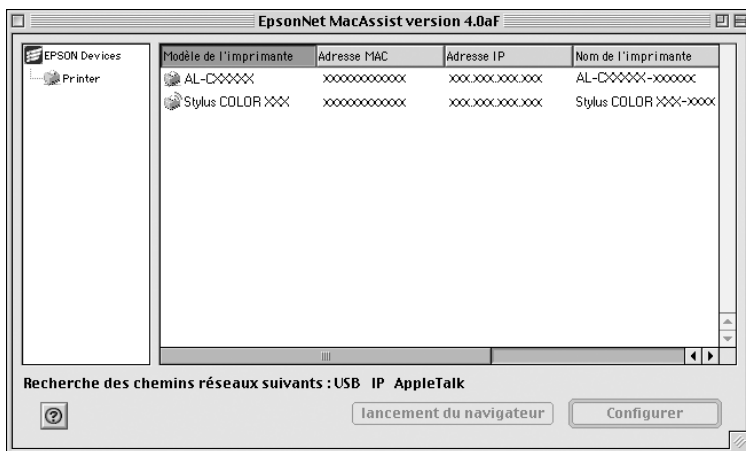 EpsonNet MacAssist version 4.0aF
EPSON Devices
Printer
Modèle de l'imprimante Adresse MAC Adresse IP Nom de l'imprimante
AL-CXXXXX XXXXXXXXXXXX XXX.XXX.XXX.XXX AL-CXXXXX-XXXXXX
Stylus COLOR XXX XXXXXXXXXXXX XXX.XXX.XXX.XXX Stylus COLOR XXX-XXXX
Recherche des chemins réseaux suivants : USB IP AppleTalk
lancement du navigateur Configurer